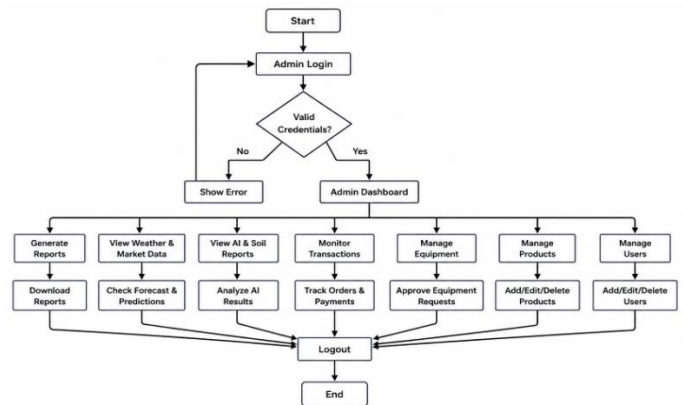 Start
Admin Login
Valid
Credentials?
No
Yes
Show Error
Admin Dashboard
Generate
Reports
View Weather &
Market Data
View AI & Soil
Reports
Monitor
Transactions
Manage
Equipment
Manage
Products
Manage
Users
Download
Reports
Check Forecast &
Predictions
Analyze AI
Results
Track Orders &
Payments
Approve Equipment
Requests
Add/Edit/Delete
Products
Add/Edit/Delete
Users
Logout
End